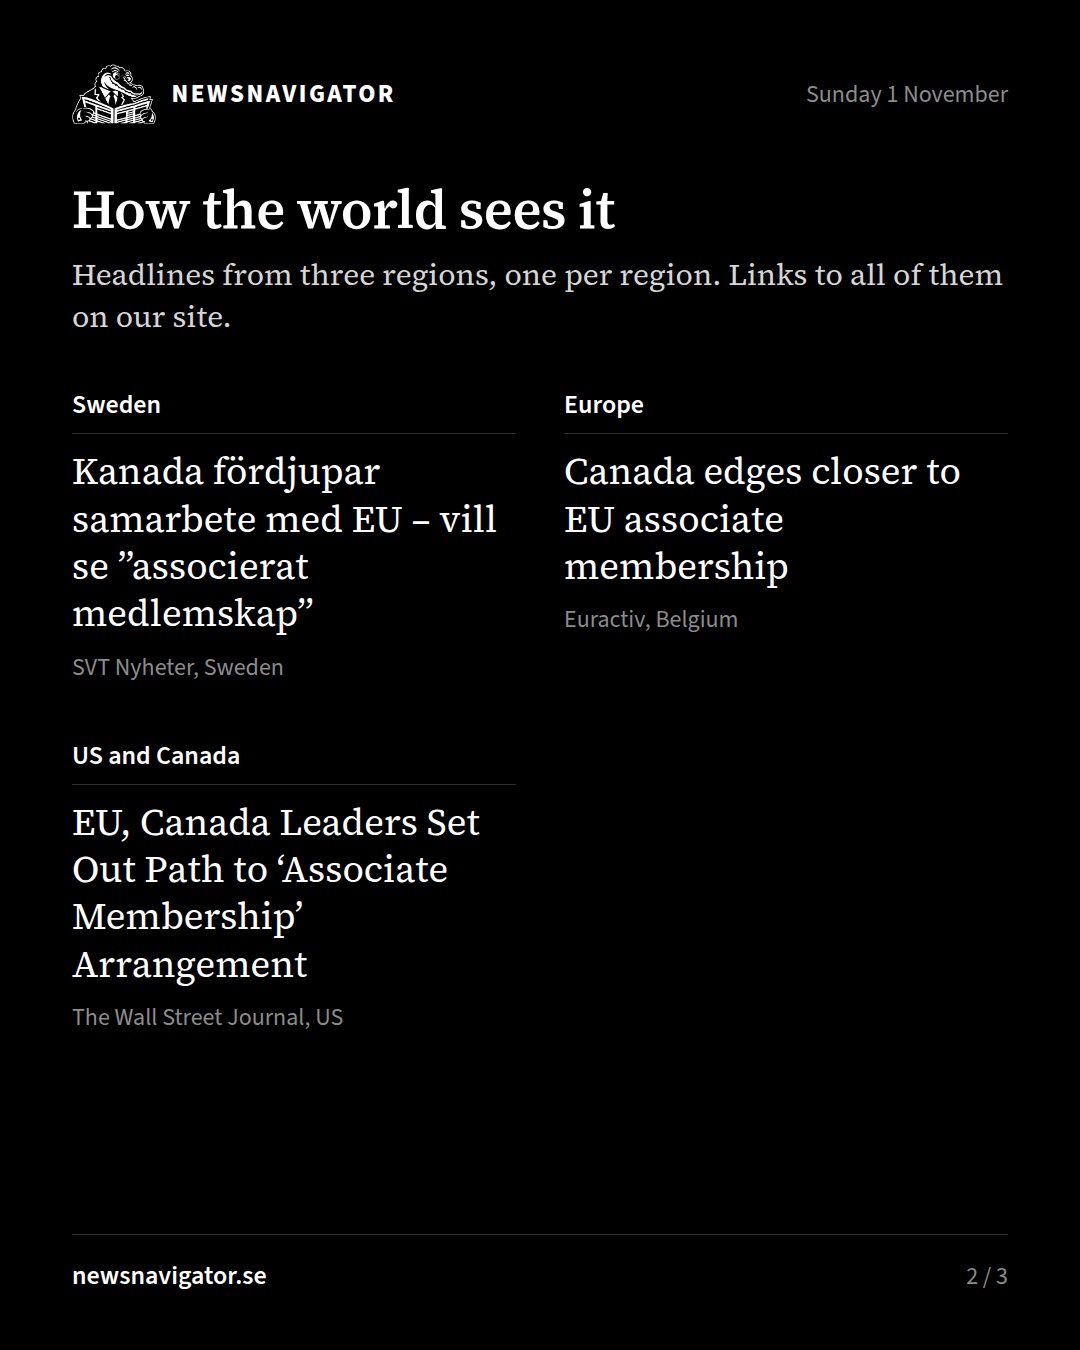 NEWSNAVIGATOR
Sunday 1 November
How the world sees it
Headlines from three regions, one per region. Links to all of them
on our site.
Sweden
Kanada fördjupar
samarbete med EU – vill
se ”associerat
medlemskap”
SVT Nyheter, Sweden
Europe
Canada edges closer to
EU associate
membership
Euractiv, Belgium
US and Canada
EU, Canada Leaders Set
Out Path to ‘Associate
Membership’
Arrangement
The Wall Street Journal, US
newsnavigator.se
2 / 3